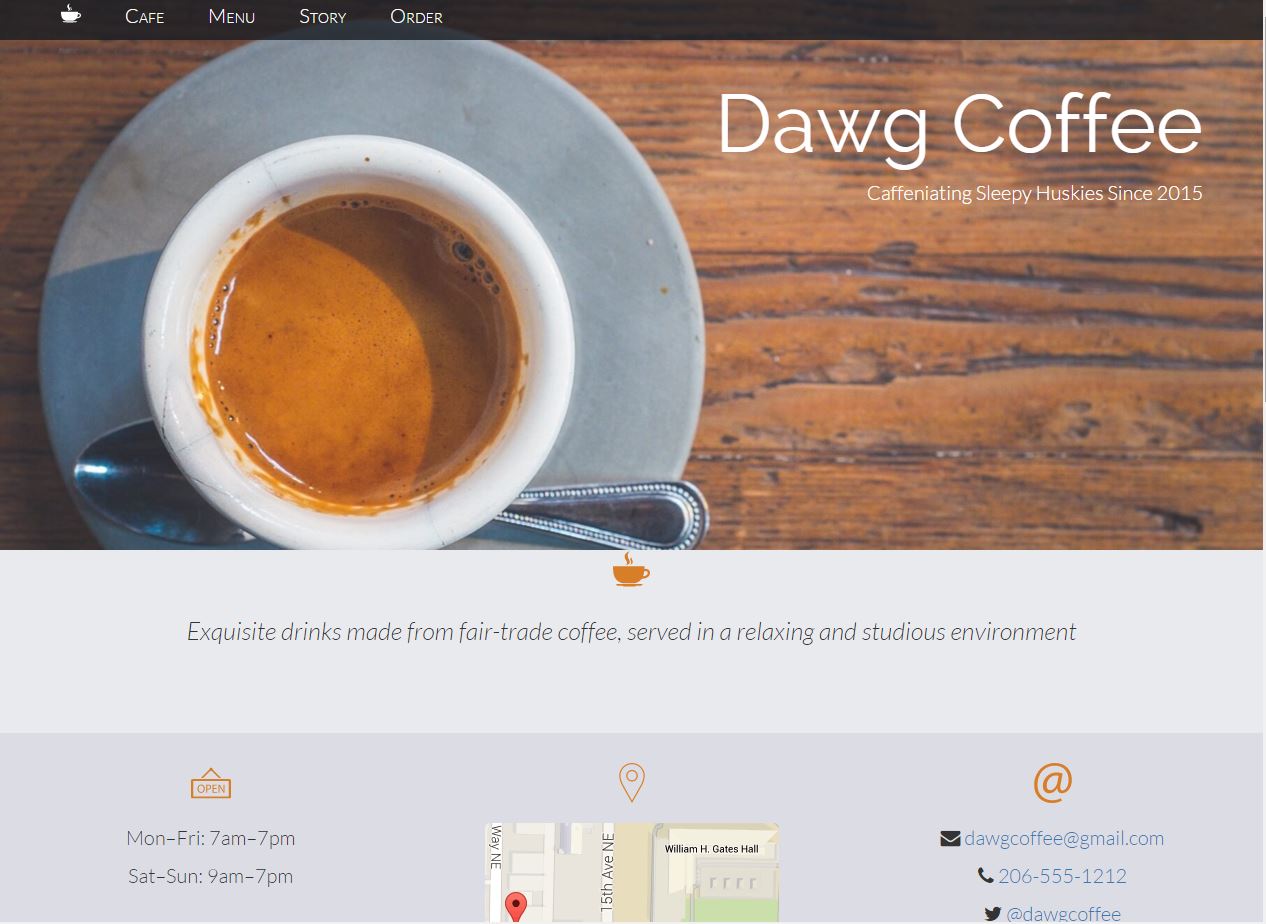 Cafe Menu Story Order
Dawg Coffee
Caffeniating Sleepy Huskies Since 2015
Exquisite drinks made from fair-trade coffee, served in a relaxing and studious environment
OPEN
Mon–Fri: 7am–7pm
Sat–Sun: 9am–7pm
Way NE
15th Ave NE
William H. Gates Hall
@
dawgcoffee@gmail.com
206-555-1212
@dawgcoffee